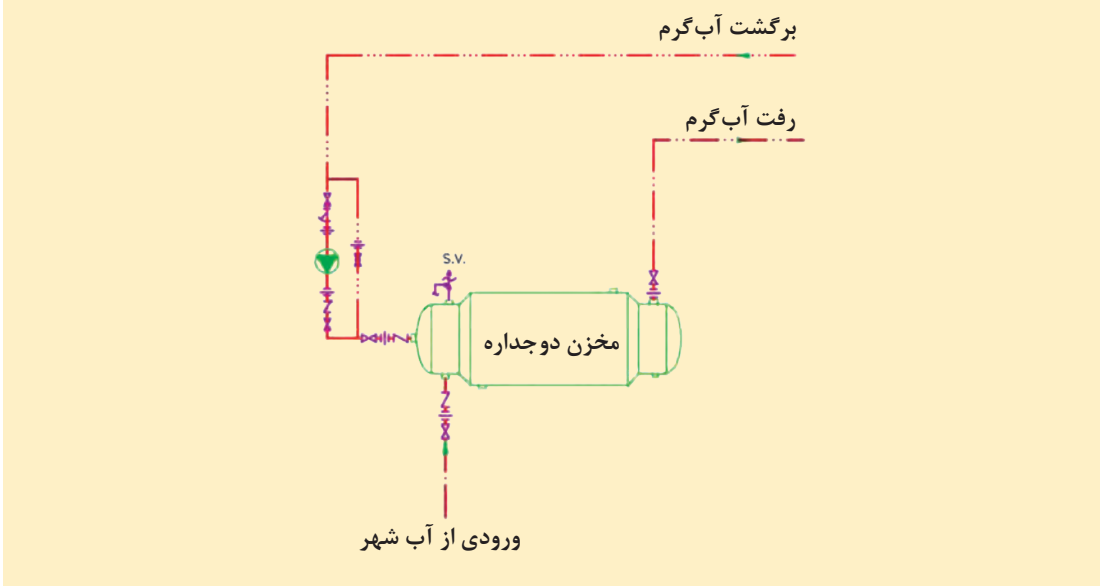 برگشت آب‌گرم
رفت آب‌گرم
S.V.
مخزن دوجداره
ورودی از آب شهر